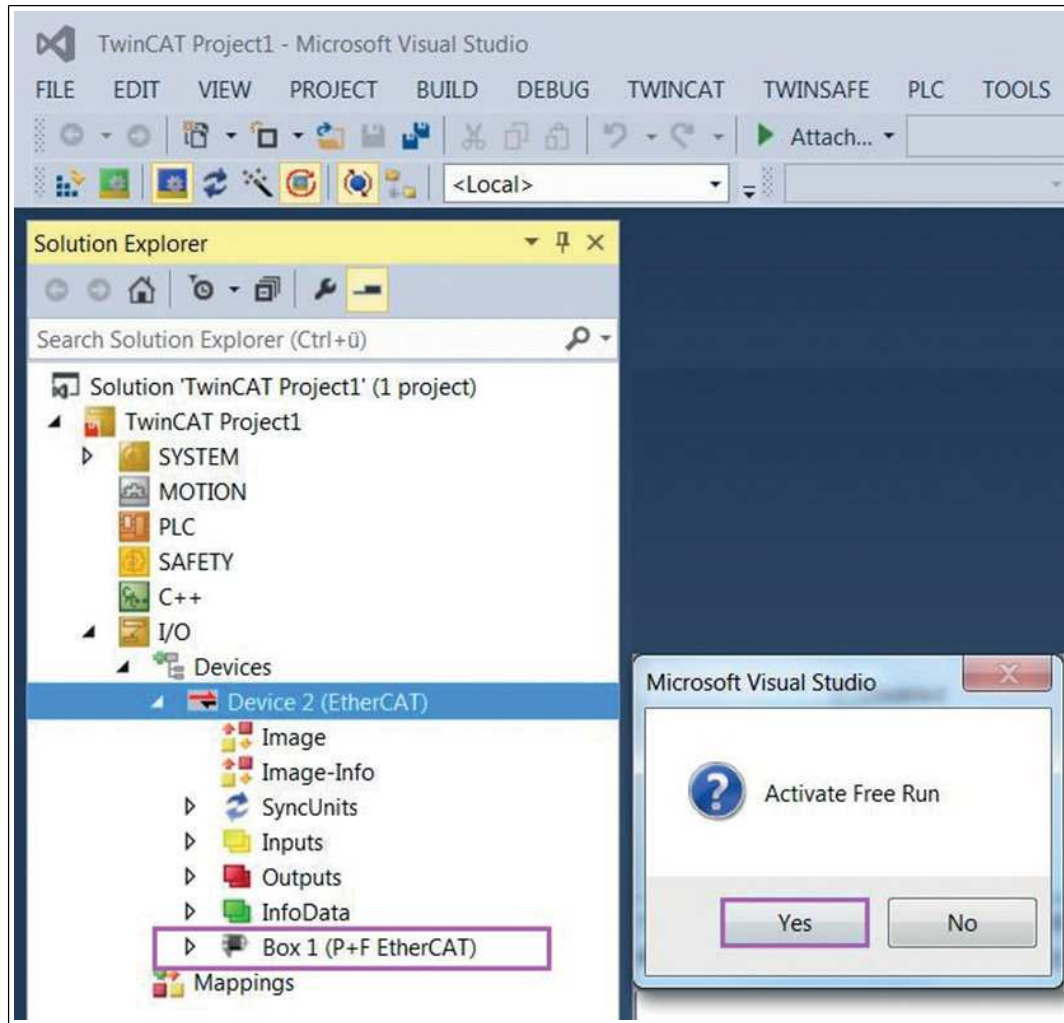 TwinCAT Project1 - Microsoft Visual Studio
FILE EDIT VIEW PROJECT BUILD DEBUG TWINCAT TWINSAFE PLC TOOLS
Attach...
<Local>
Solution Explorer
Search Solution Explorer (Ctrl+ü)
Solution 'TwinCAT Project1' (1 project)
TwinCAT Project1
SYSTEM
MOTION
PLC
SAFETY
C++
I/O
Devices
Device 2 (EtherCAT)
Image
Image-Info
SyncUnits
Inputs
Outputs
InfoData
Box 1 (P+F EtherCAT)
Mappings
Microsoft Visual Studio
Activate Free Run
Yes No